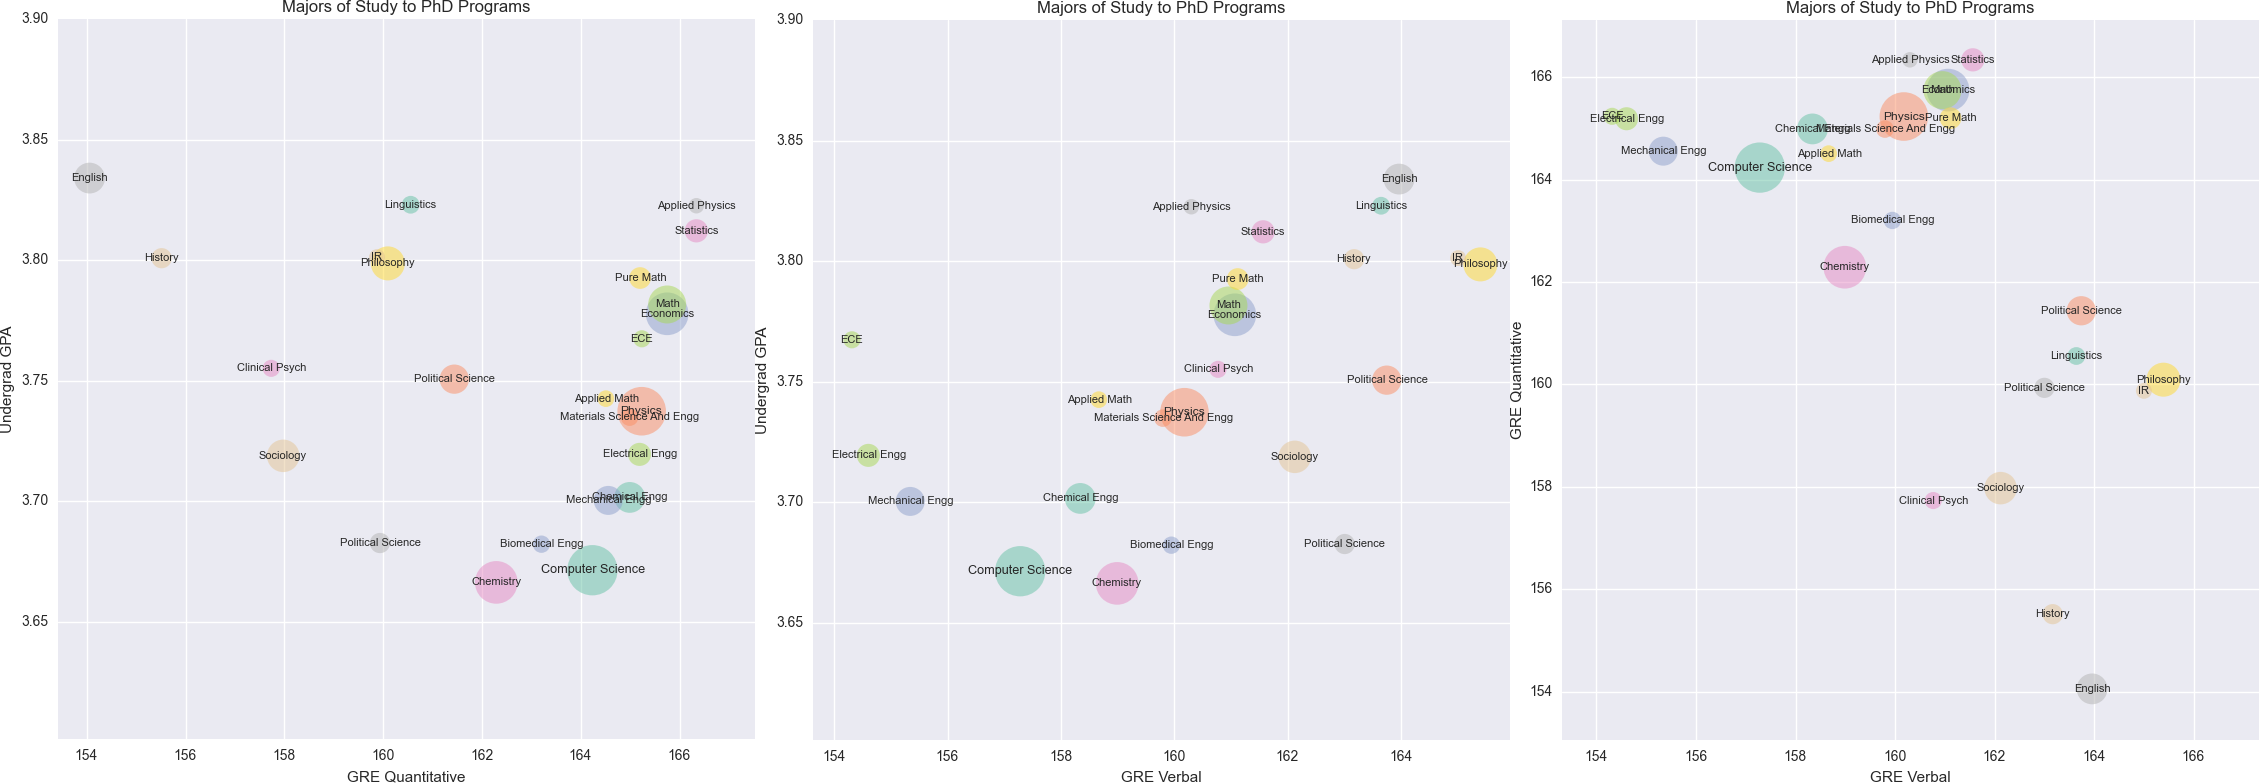 Majors of Study to PhD Programs
3.90
3.85
3.80
3.75
3.70
3.65
Undergrad GPA
English
Linguistics
Applied Physics
Statistics
History
IR
Philosophy
Pure Math
Math
Economics
ECE
Clinical Psych
Political Science
Applied Math
Physics
Materials Science And Engg
Sociology
Electrical Engg
Chemical Engg
Mechanical Engg
Political Science
Biomedical Engg
Computer Science
Chemistry
154 156 158 160 162 164 166
GRE Quantitative
Majors of Study to PhD Programs
3.90
3.85
3.80
3.75
3.70
3.65
Undergrad GPA
English
Applied Physics
Linguistics
Statistics
History
IR
Philosophy
Pure Math
Math
Economics
ECE
Clinical Psych
Political Science
Applied Math
Physics
Materials Science And Engg
Electrical Engg
Sociology
Chemical Engg
Mechanical Engg
Biomedical Engg
Political Science
Computer Science
Chemistry
154 156 158 160 162 164
GRE Verbal
Majors of Study to PhD Programs
166
164
162
160
158
156
154
GRE Quantitative
Applied Physics
Statistics
Economics
Math
ECE
Electrical Engg
Physics
Pure Math
Chemical Engg
Materials Science And Engg
Mechanical Engg
Applied Math
Computer Science
Biomedical Engg
Chemistry
Political Science
Linguistics
Philosophy
Political Science
IR
Sociology
Clinical Psych
History
English
154 156 158 160 162 164 166
GRE Verbal